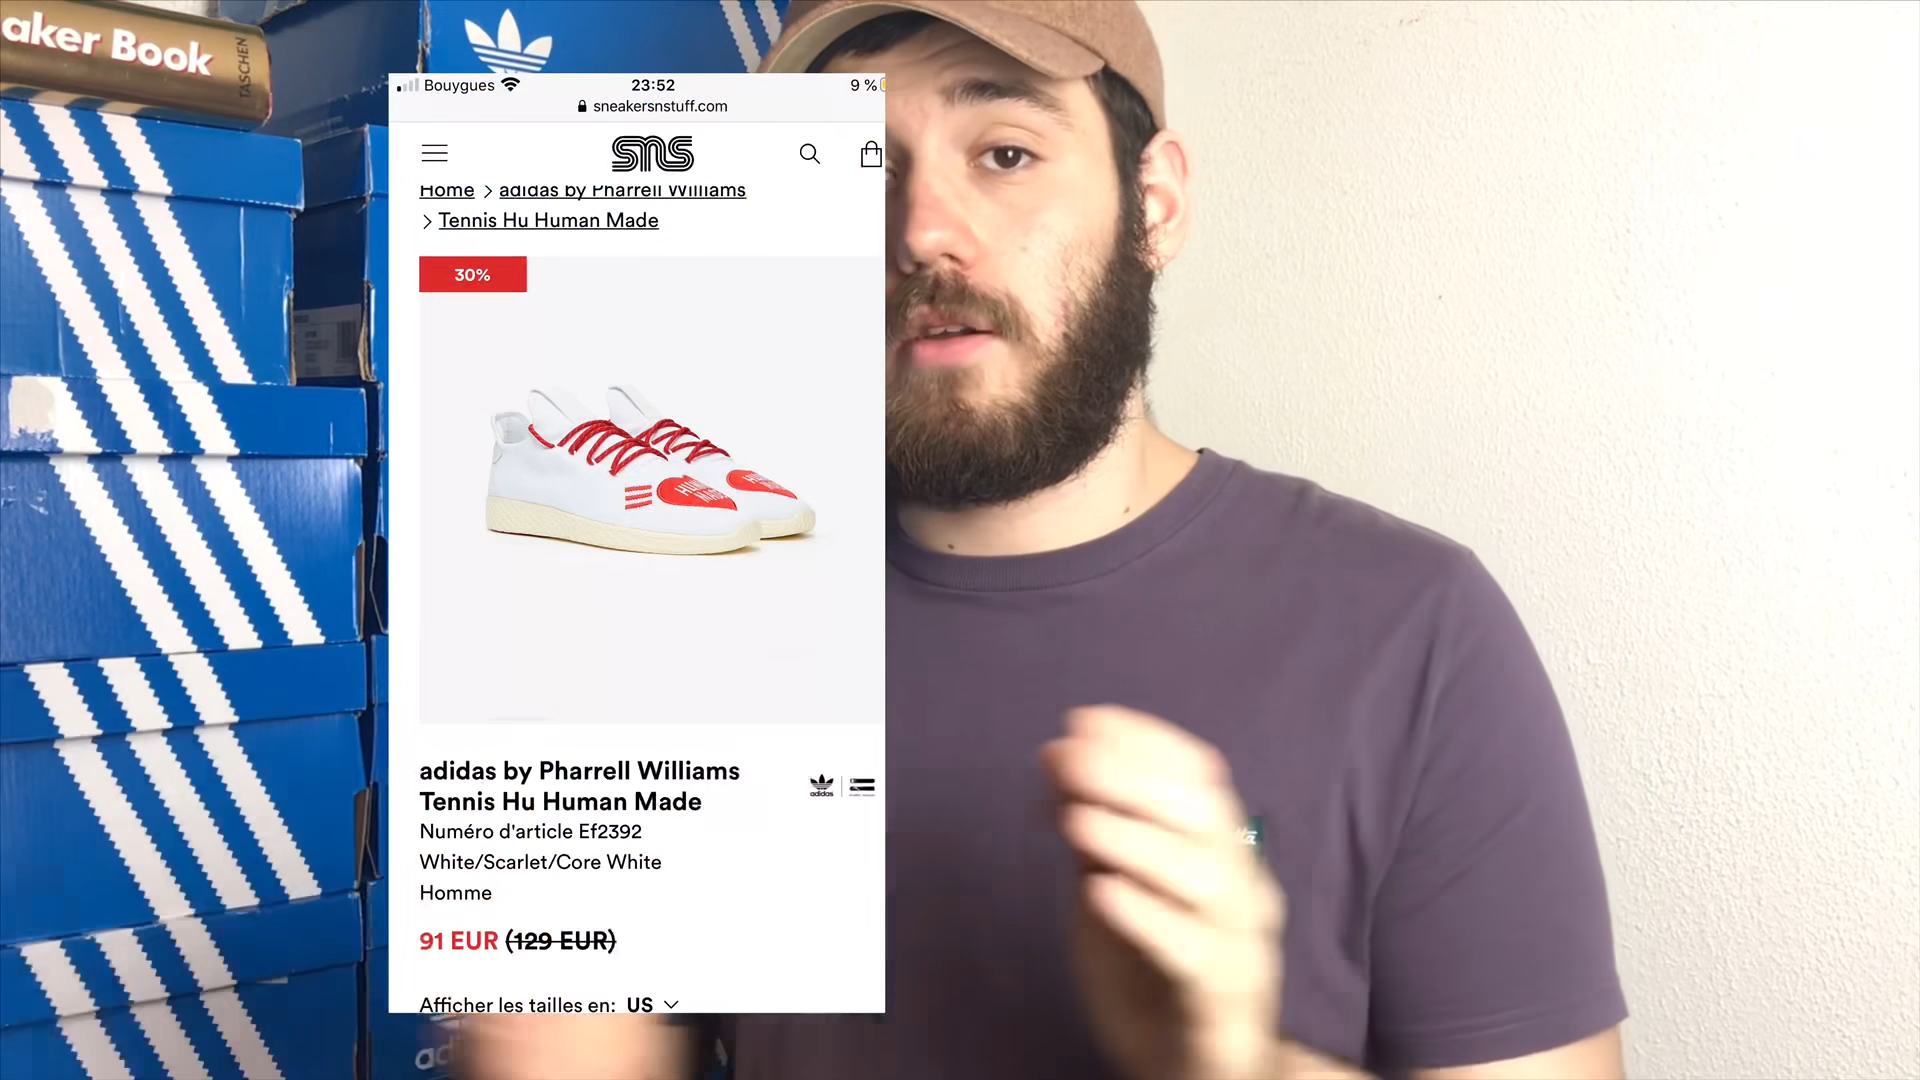 aker Book
TASCHEN
Bouygues
23:52
9 %
sneakersnstuff.com
sns
Home > adidas by Pharrell Williams
> Tennis Hu Human Made
30%
adidas by Pharrell Williams
Tennis Hu Human Made
adidas
Numéro d'article Ef2392
White/Scarlet/Core White
Homme
91 EUR (129 EUR)
Afficher les tailles en: US